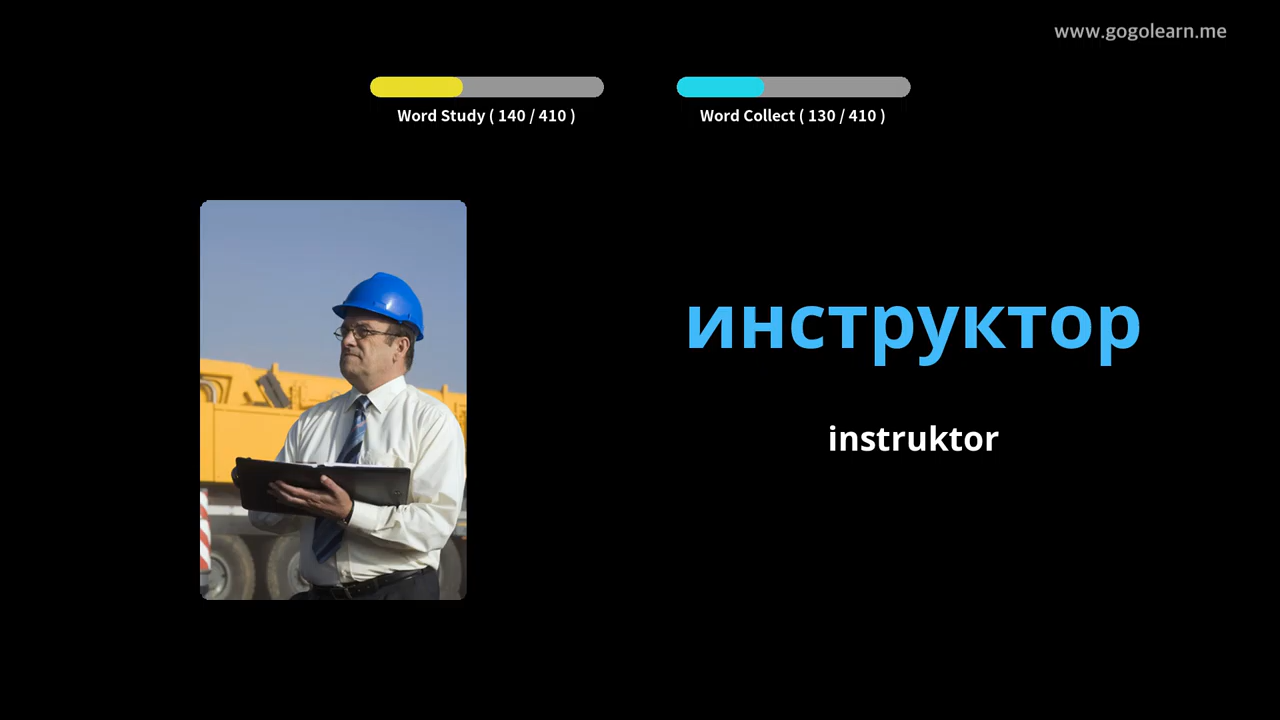 www.gogolearn.me
Word Study ( 140 / 410 )
Word Collect ( 130 / 410 )
инструктор
instruktor